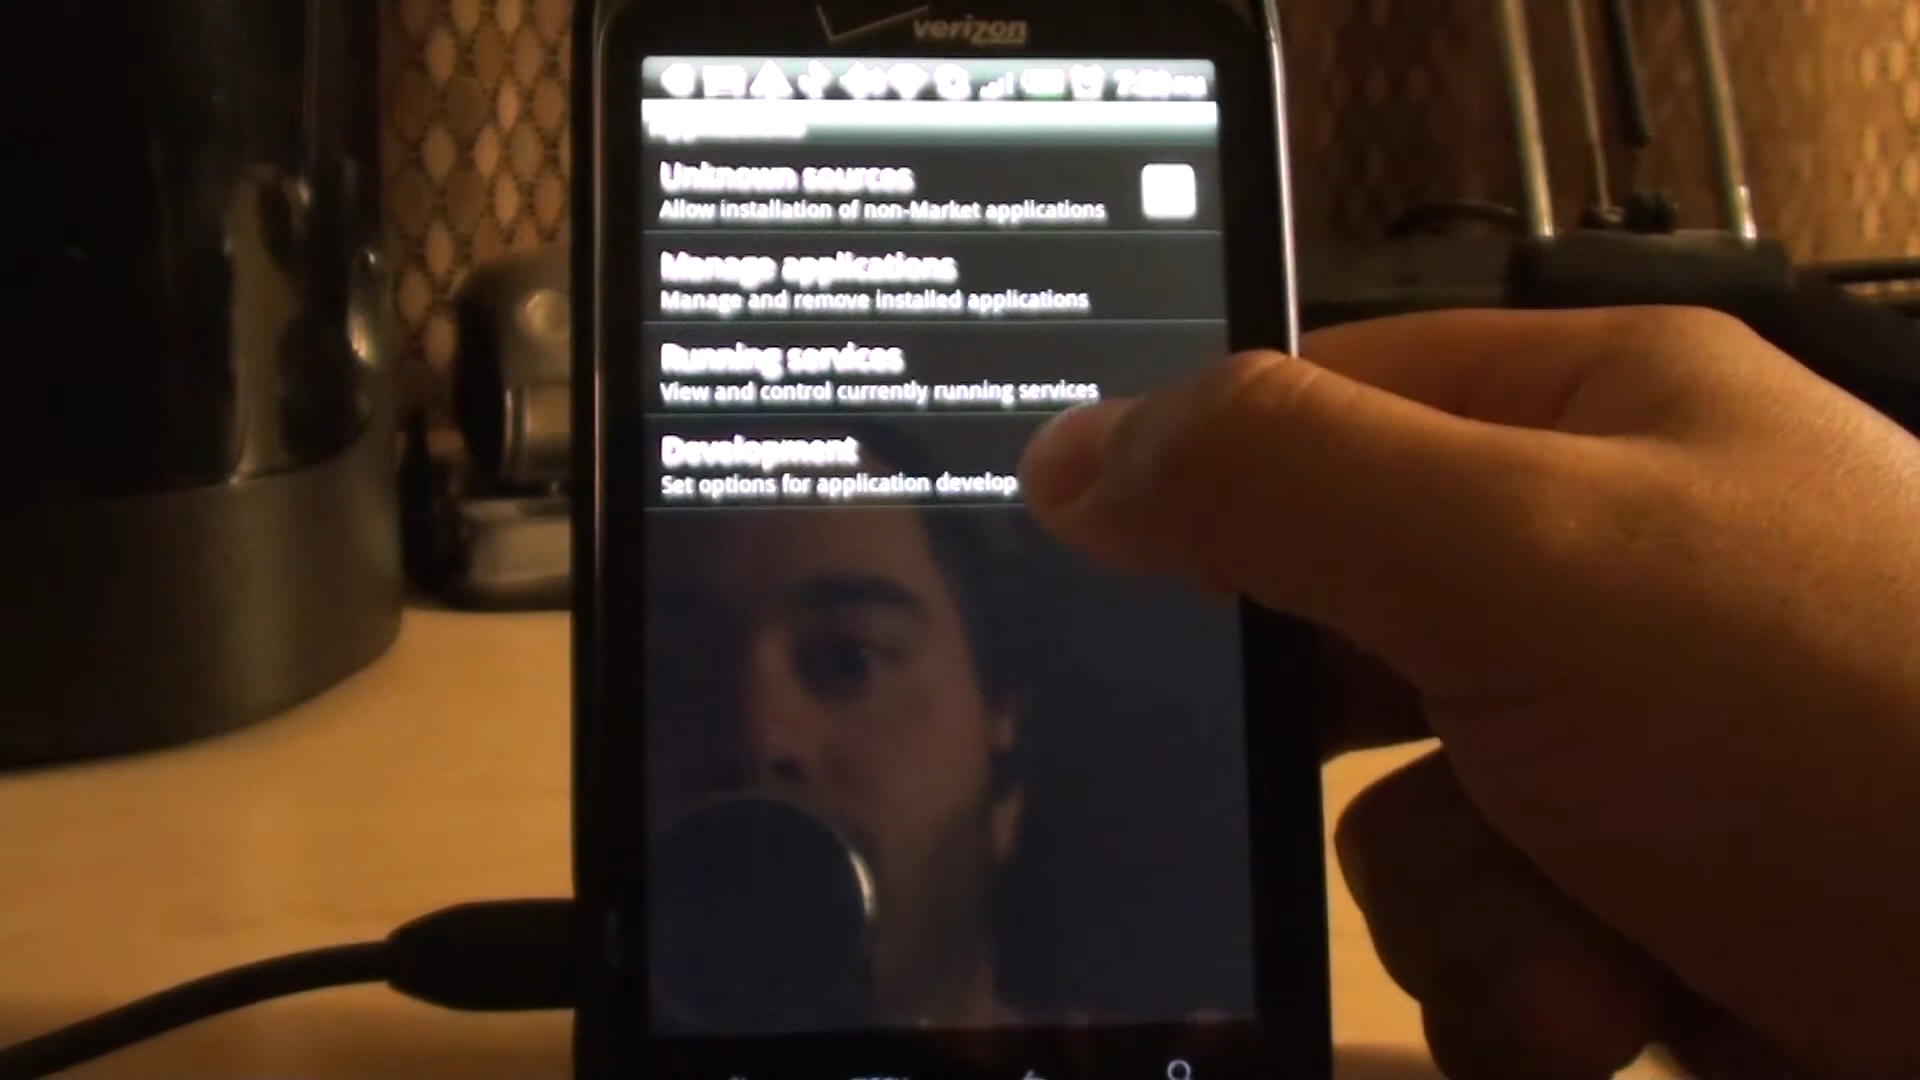 verizon
Applications
Unknown sources
Allow installation of non-Market applications
Manage applications
Manage and remove installed applications
Running services
View and control currently running services
Development
Set options for application develop